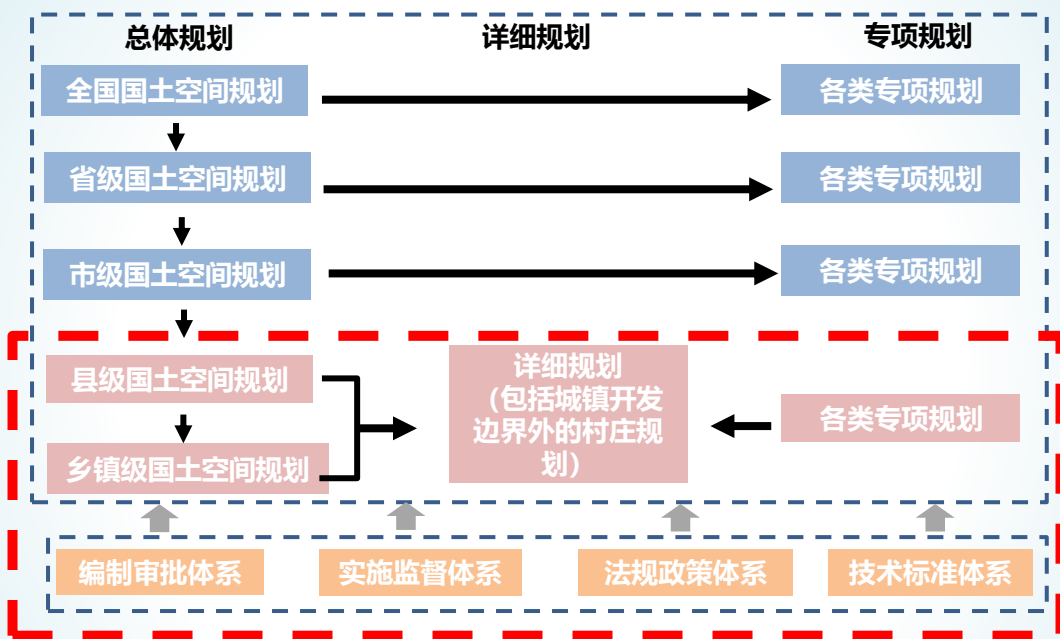 总体规划
详细规划
专项规划
全国国土空间规划
各类专项规划
省级国土空间规划
各类专项规划
市级国土空间规划
各类专项规划
县级国土空间规划
乡镇级国土空间规划
详细规划
（包括城镇开发
边界外的村庄规
划）
各类专项规划
编制审批体系
实施监督体系
法规政策体系
技术标准体系